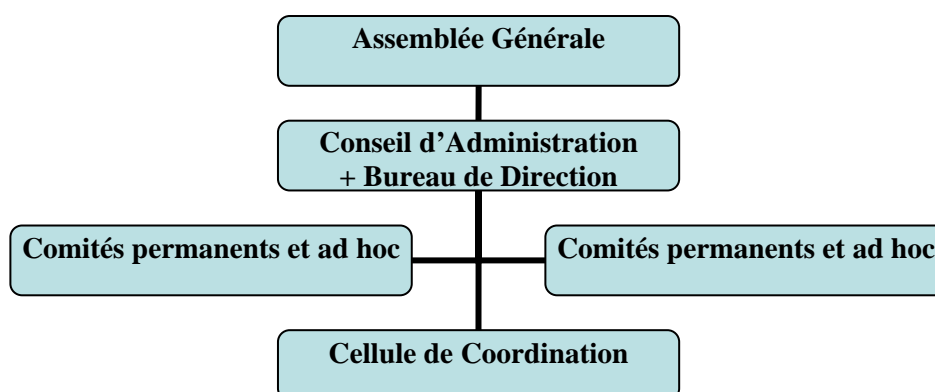 Assemblée Générale
Conseil d’Administration
+ Bureau de Direction
Comités permanents et ad hoc
Comités permanents et ad hoc
Cellule de Coordination